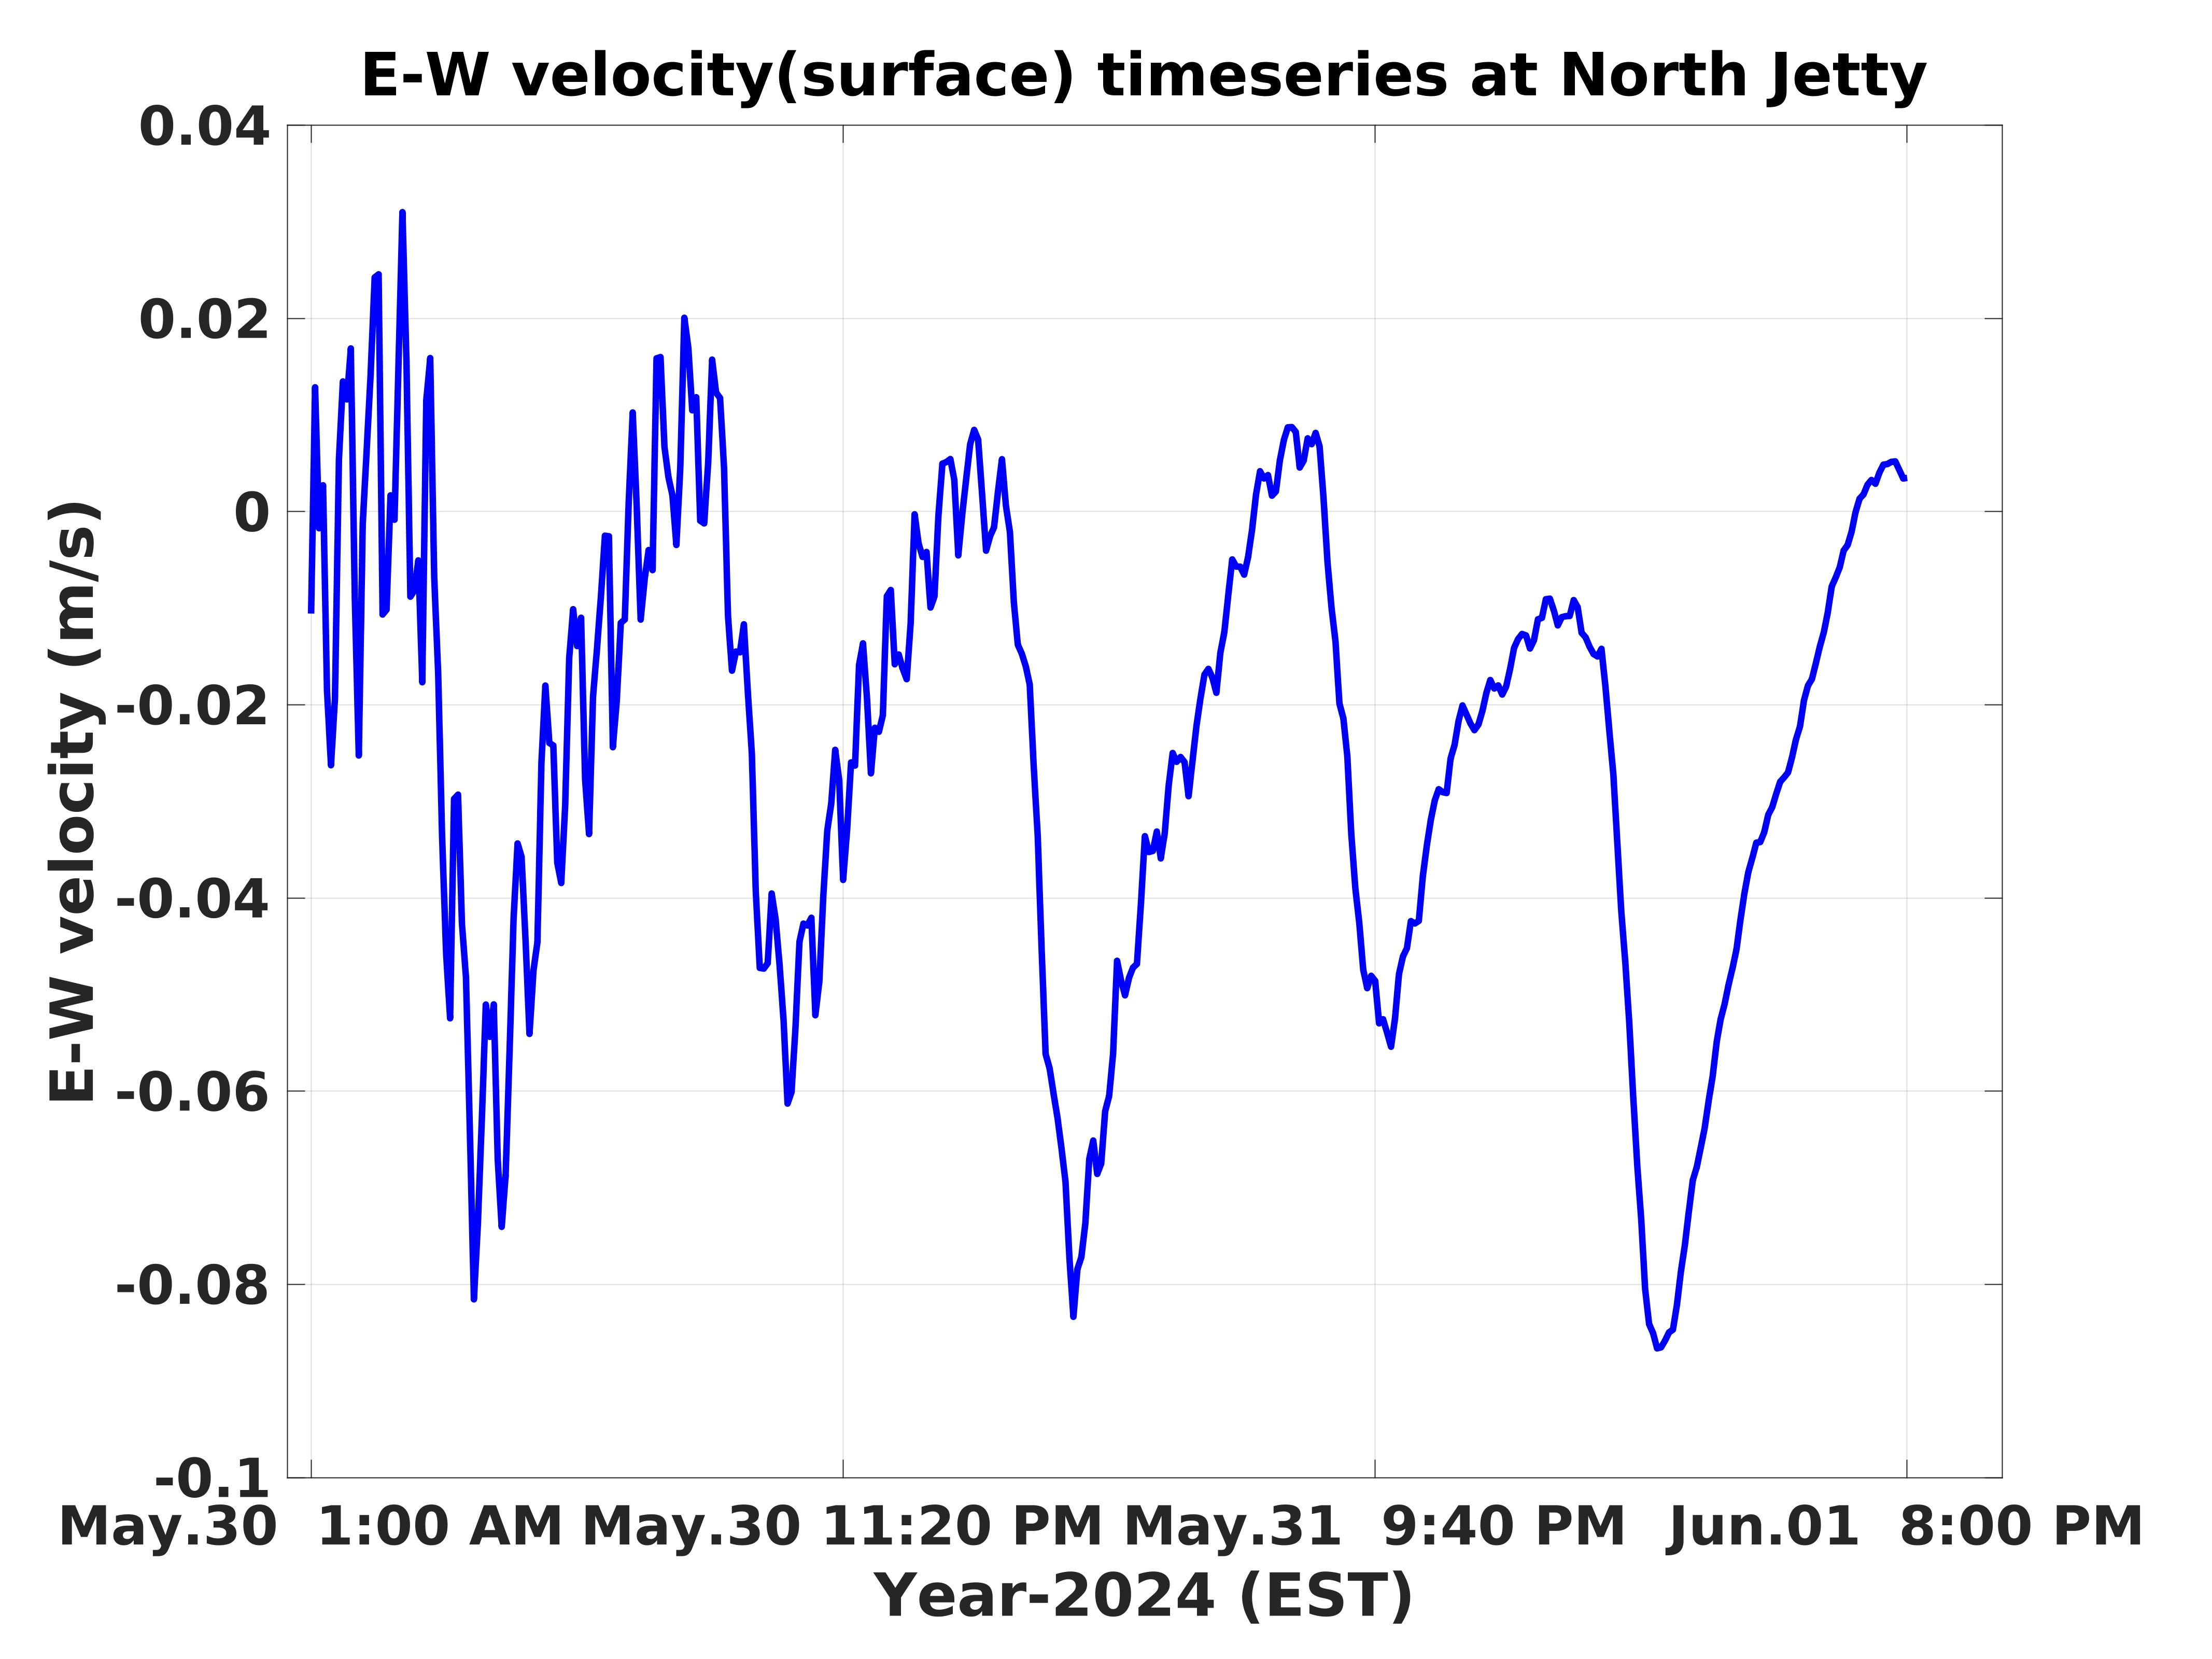 E-W velocity(surface) timeseries at North Jetty
0.04
0.02
0
-0.02
-0.04
-0.06
-0.08
-0.1
E-W velocity (m/s)
May.30 1:00 AM May.30 11:20 PM May.31 9:40 PM Jun.01 8:00 PM
Year-2024 (EST)